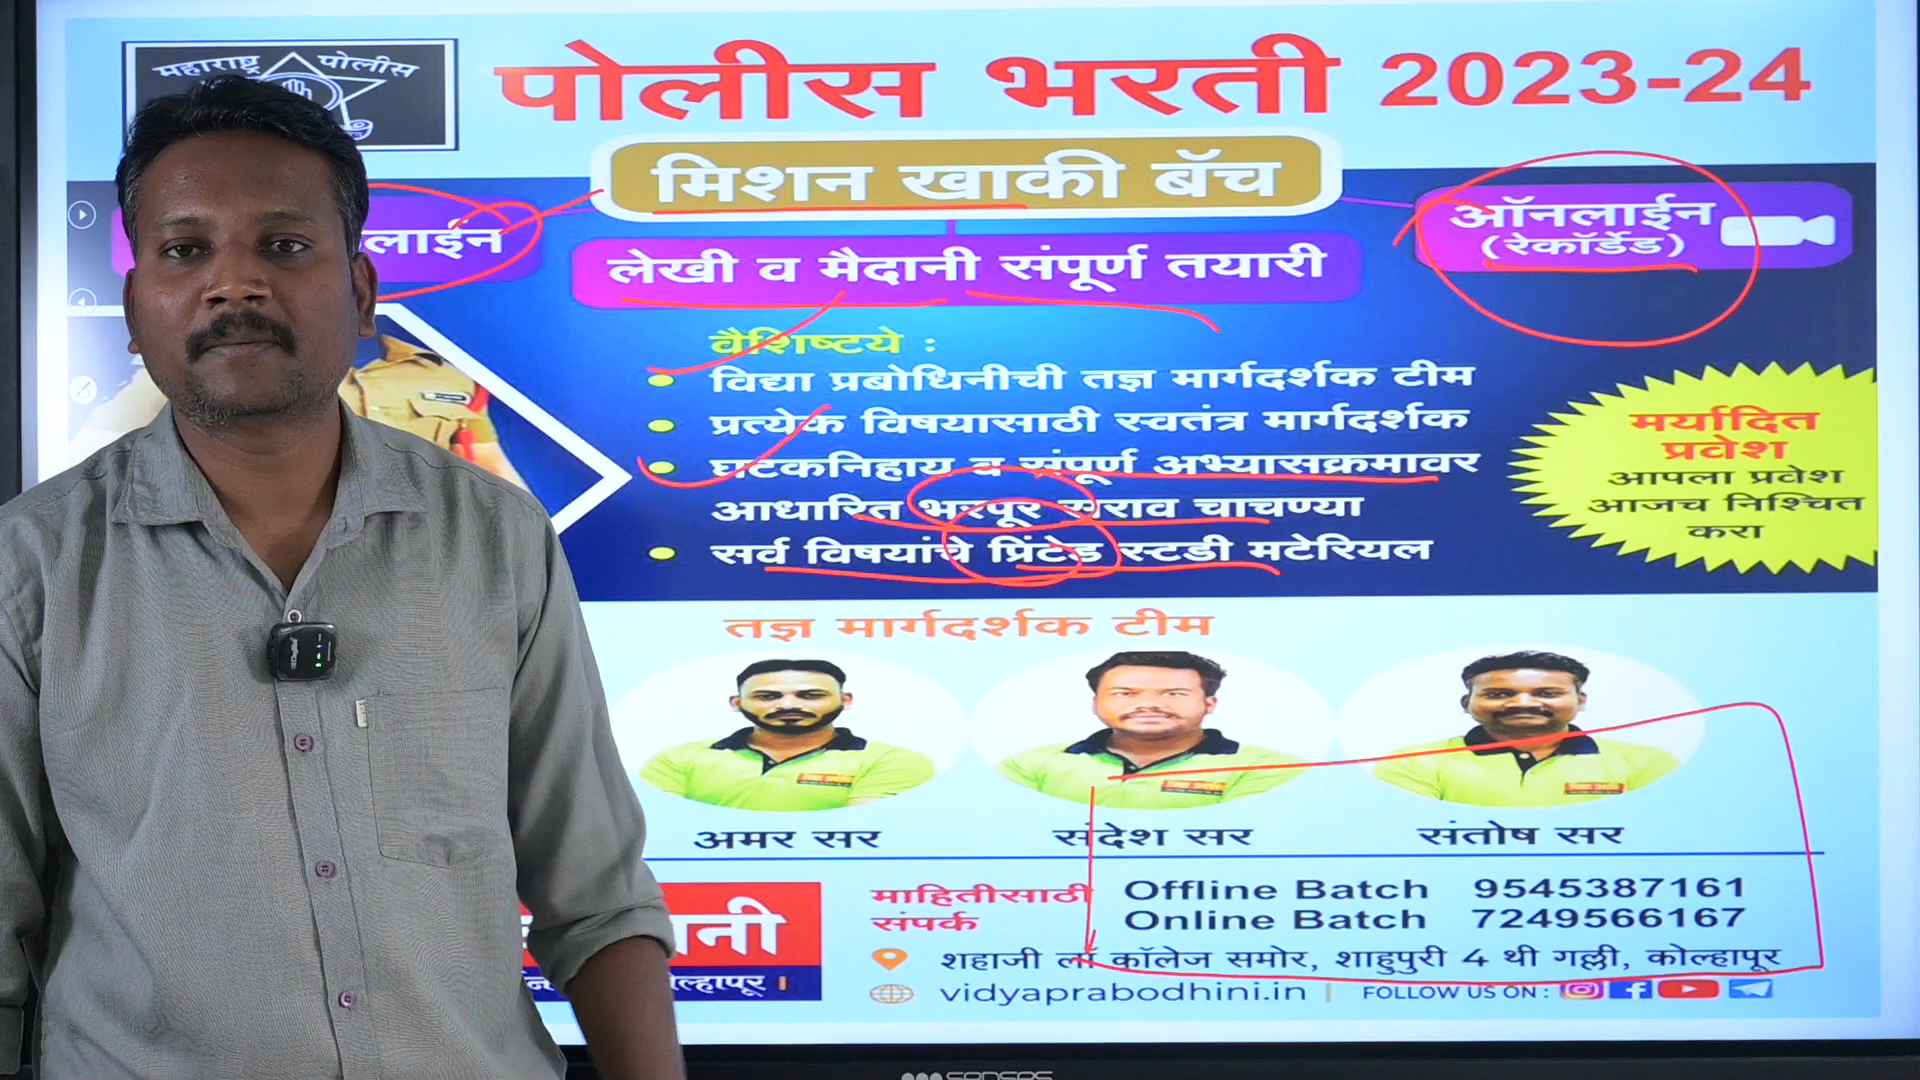 महाराष्ट्र पोलीस
पोलीस भरती 2023-24
मिशन खाकी बॅच
ऑनलाईन
(रेकॉर्डेड)
लेखी व मैदानी संपूर्ण तयारी
वैशिष्टये :
• विद्या प्रबोधिनीची तज्ञ मार्गदर्शक टीम
• प्रत्येक विषयासाठी स्वतंत्र मार्गदर्शक
• घटकनिहाय व संपूर्ण अभ्यासक्रमावर
आधारित भरपूर सराव चाचण्या
• सर्व विषयांचे प्रिंटेड स्टडी मटेरियल
मर्यादित
प्रवेश
आपला प्रवेश
आजच निश्चित
करा
तज्ञ मार्गदर्शक टीम
अमर सर
संदेश सर
संतोष सर
माहितीसाठी
संपर्क
Offline Batch 9545387161
Online Batch 7249566167
शहाजी लॉ कॉलेज समोर, शाहुपुरी 4 थी गल्ली, कोल्हापूर
vidyaprabodhini.in | FOLLOW US ON :